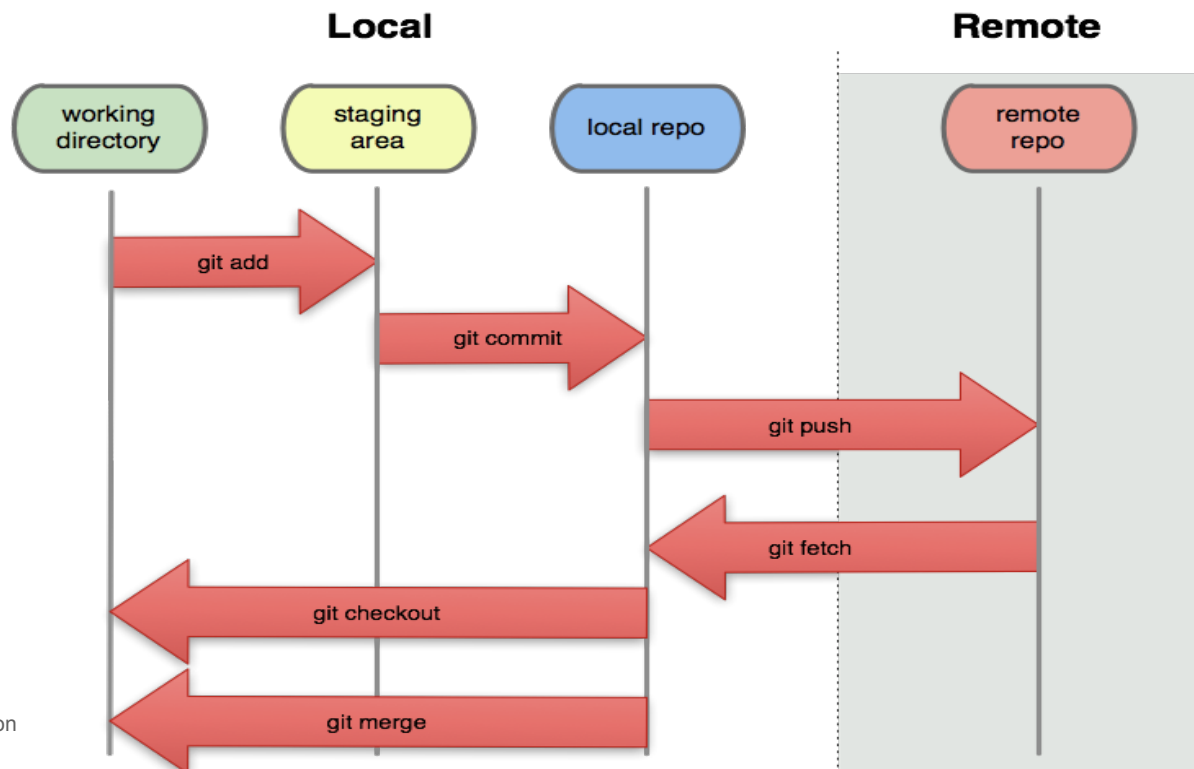 Local
Remote
working
directory
staging
area
local repo
remote
repo
git add
git commit
git push
git fetch
git checkout
git merge
on